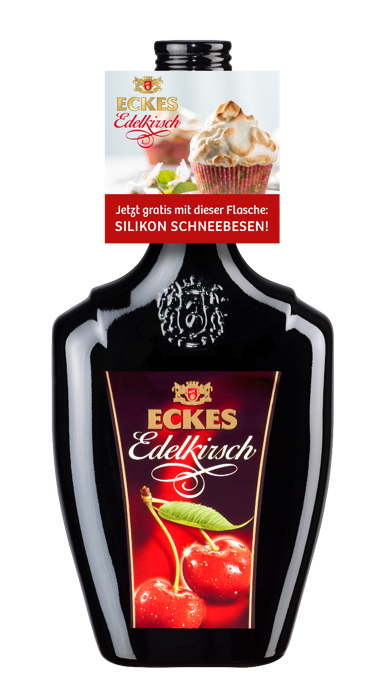 ECKES
Edelkirsch
Jetzt gratis mit dieser Flasche:
SILIKON SCHNEEBESEN!
ECKES
Edelkirsch